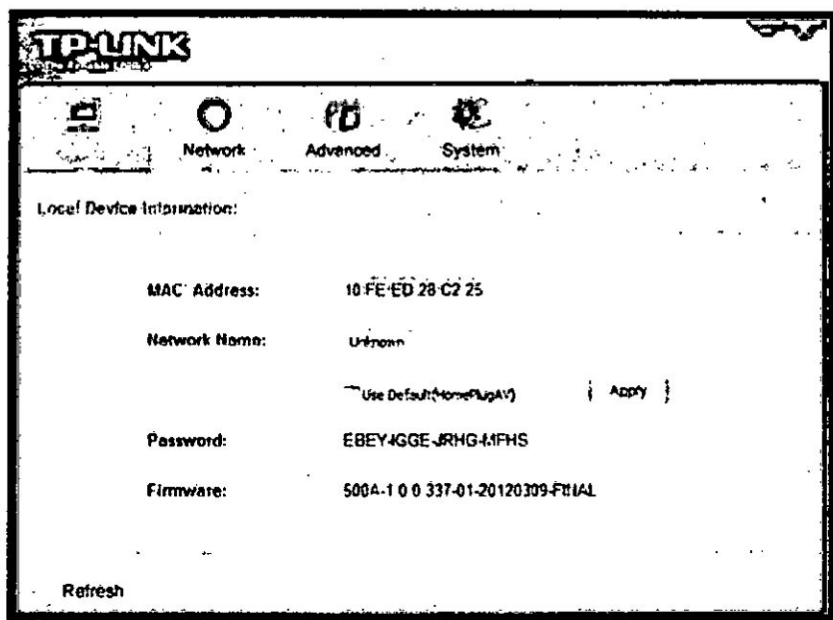 TP-LINK
Network Advanced System
Local Device Information:
MAC Address: 10 FE ED 28 C2 25
Network Name: Unknown
Use Default(HomePlugAV) Apply
Password: EBEY-IGGE-JRHG-MFHS
Firmware: 500A-1 0 0 337-01-20120309-FINAL
Refresh